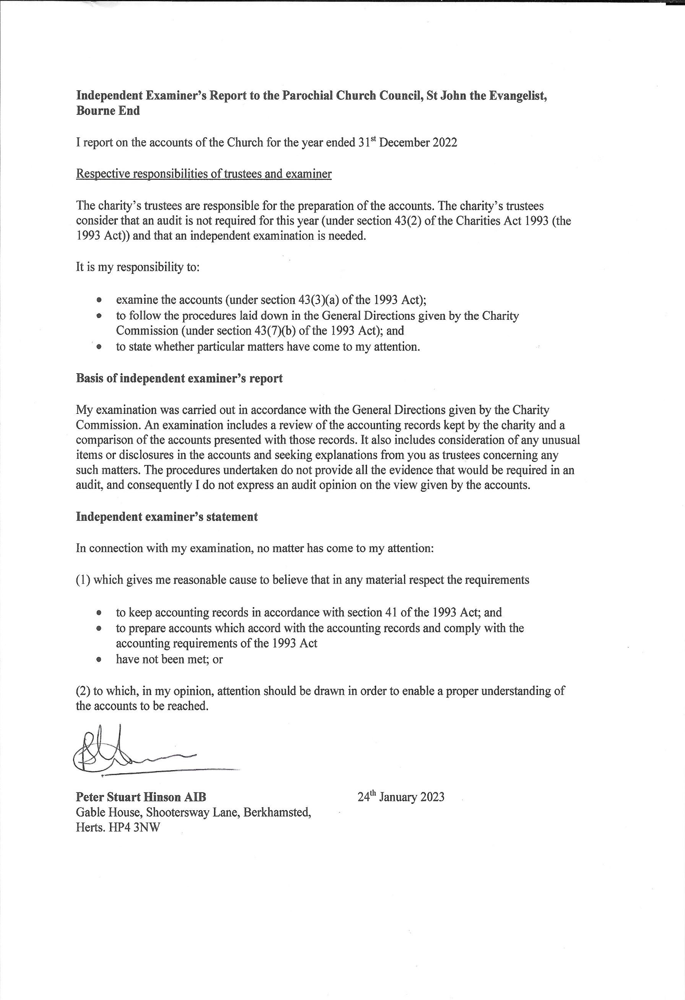 Independent Examiner's Report to the Parochial Church Council, St John the Evangelist,
Bourne End
I report on the accounts of the Church for the year ended 31st December 2022
Respective responsibilities of trustees and examiner
The charity's trustees are responsible for the preparation of the accounts. The charity's trustees
consider that an audit is not required for this year (under section 43(2) of the Charities Act 1993 (the
1993 Act)) and that an independent examination is needed.
It is my responsibility to:
• examine the accounts (under section 43(3)(a) of the 1993 Act);
• to follow the procedures laid down in the General Directions given by the Charity
Commission (under section 43(7)(b) of the 1993 Act); and
• to state whether particular matters have come to my attention.
Basis of independent examiner's report
My examination was carried out in accordance with the General Directions given by the Charity
Commission. An examination includes a review of the accounting records kept by the charity and a
comparison of the accounts presented with those records. It also includes consideration of any unusual
items or disclosures in the accounts and seeking explanations from you as trustees concerning any
such matters. The procedures undertaken do not provide all the evidence that would be required in an
audit, and consequently I do not express an audit opinion on the view given by the accounts.
Independent examiner's statement
In connection with my examination, no matter has come to my attention:
(1) which gives me reasonable cause to believe that in any material respect the requirements
• to keep accounting records in accordance with section 41 of the 1993 Act; and
• to prepare accounts which accord with the accounting records and comply with the
accounting requirements of the 1993 Act
• have not been met; or
(2) to which, in my opinion, attention should be drawn in order to enable a proper understanding of
the accounts to be reached.
Peter Stuart Hinson AIB 24th January 2023
Gable House, Shootersway Lane, Berkhamsted,
Herts. HP4 3NW